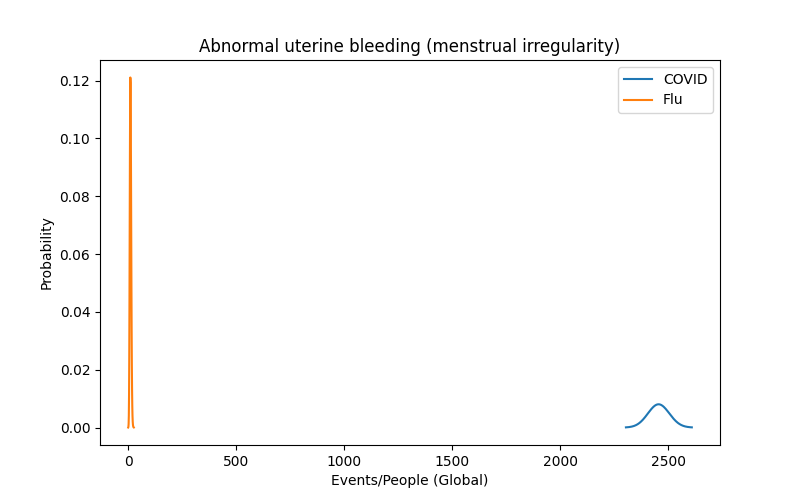 Abnormal uterine bleeding (menstrual irregularity)
COVID
Flu
0.12
0.10
0.08
0.06
0.04
0.02
0.00
Probability
0 500 1000 1500 2000 2500
Events/People (Global)